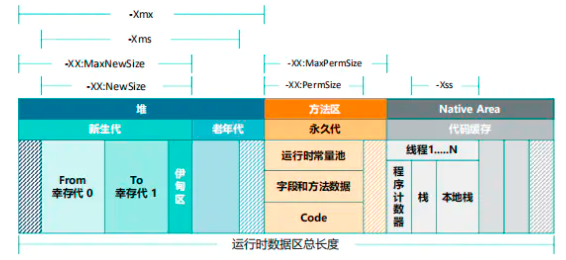 -Xmx
-Xms
-XX:MaxNewSize
-XX:MaxPermSize
-XX:NewSize
-XX:PermSize
-Xss
堆
方法区
Native Area
新生代
老年代
永久代
代码缓存
From
幸存代 0
To
幸存代 1
伊甸区
运行时常量池
字段和方法数据
Code
线程1.....N
程序计数器
栈
本地栈
运行时数据区总长度